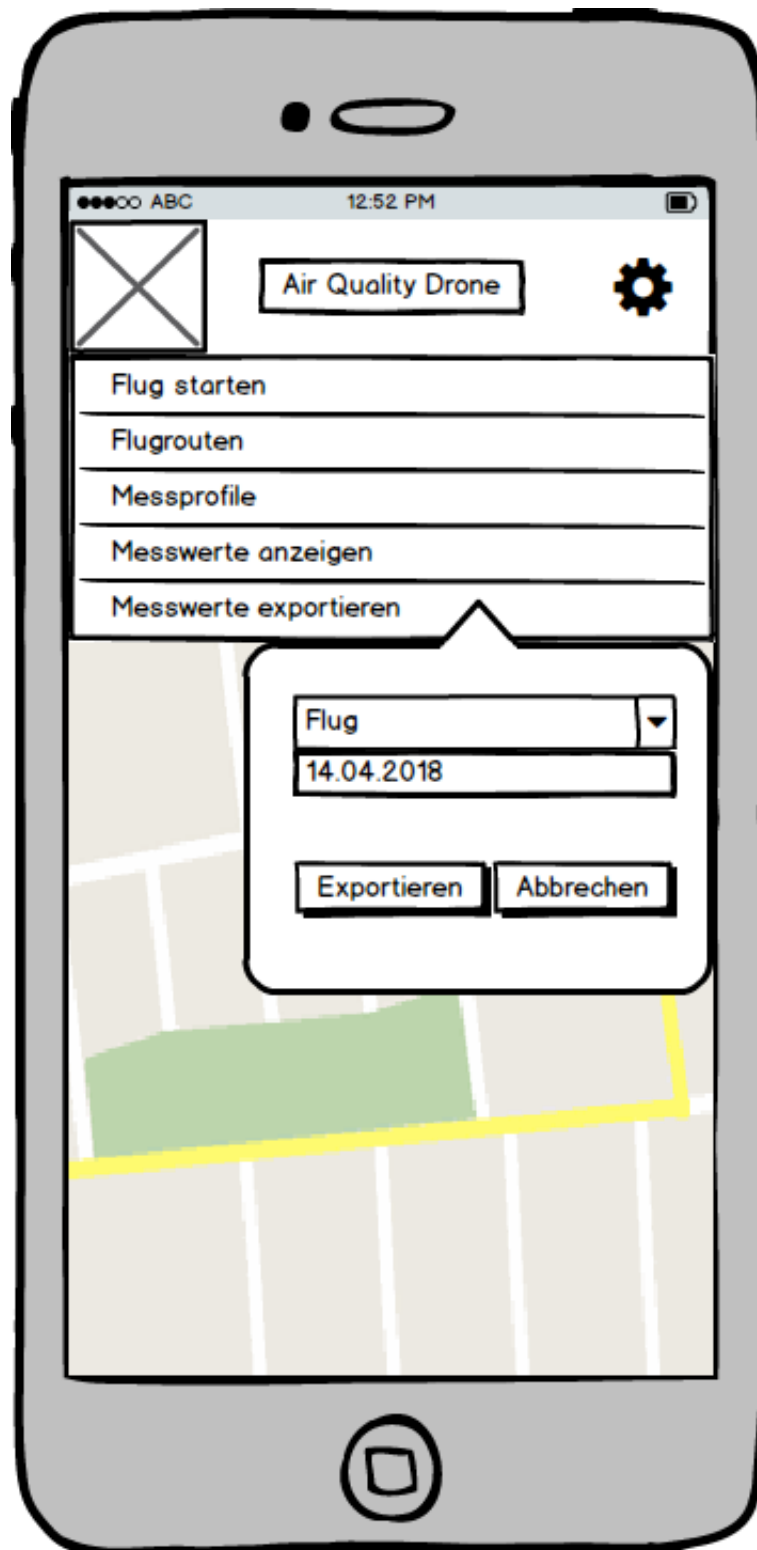 ABC 12:52 PM
Air Quality Drone
Flug starten
Flugrouten
Messprofile
Messwerte anzeigen
Messwerte exportieren
Flug
14.04.2018
Exportieren Abbrechen